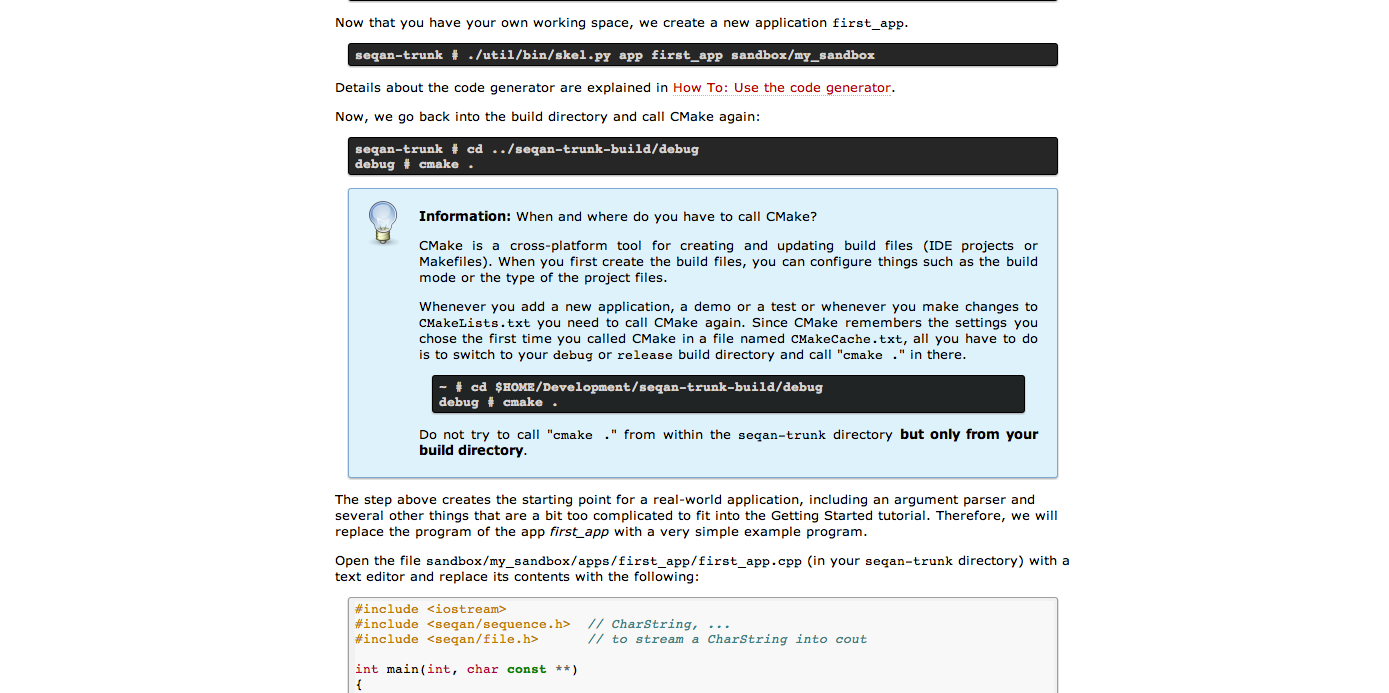 Now that you have your own working space, we create a new application first_app.
seqan-trunk # ./util/bin/skel.py app first_app sandbox/my_sandbox
Details about the code generator are explained in How To: Use the code generator.
Now, we go back into the build directory and call CMake again:
seqan-trunk # cd ../seqan-trunk-build/debug
debug # cmake .
Information: When and where do you have to call CMake?
CMake is a cross-platform tool for creating and updating build files (IDE projects or
Makefiles). When you first create the build files, you can configure things such as the build
mode or the type of the project files.
Whenever you add a new application, a demo or a test or whenever you make changes to
CMakeLists.txt you need to call CMake again. Since CMake remembers the settings you
chose the first time you called CMake in a file named CMakeCache.txt, all you have to do
is to switch to your debug or release build directory and call "cmake ." in there.
~ # cd $HOME/Development/seqan-trunk-build/debug
debug # cmake .
Do not try to call "cmake ." from within the seqan-trunk directory but only from your
build directory.
The step above creates the starting point for a real-world application, including an argument parser and
several other things that are a bit too complicated to fit into the Getting Started tutorial. Therefore, we will
replace the program of the app first_app with a very simple example program.
Open the file sandbox/my_sandbox/apps/first_app/first_app.cpp (in your seqan-trunk directory) with a
text editor and replace its contents with the following:
#include <iostream>
#include <seqan/sequence.h>  // CharString, ...
#include <seqan/file.h>      // to stream a CharString into cout
int main(int, char const **)
{